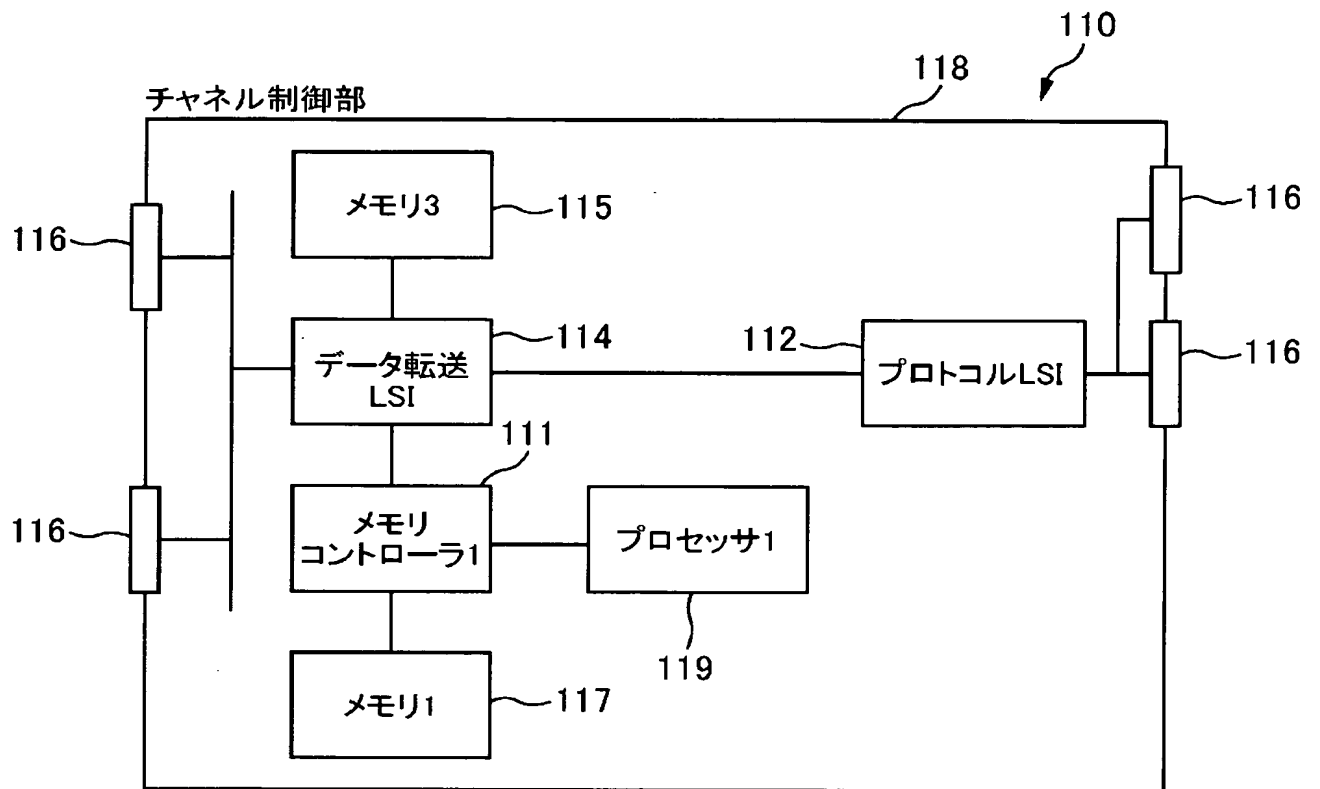 110
118
チャネル制御部
メモリ3
115
116
116
データ転送
LSI
114
112
プロトコルLSI
116
111
メモリ
コントローラ1
プロセッサ1
116
119
メモリ1
117